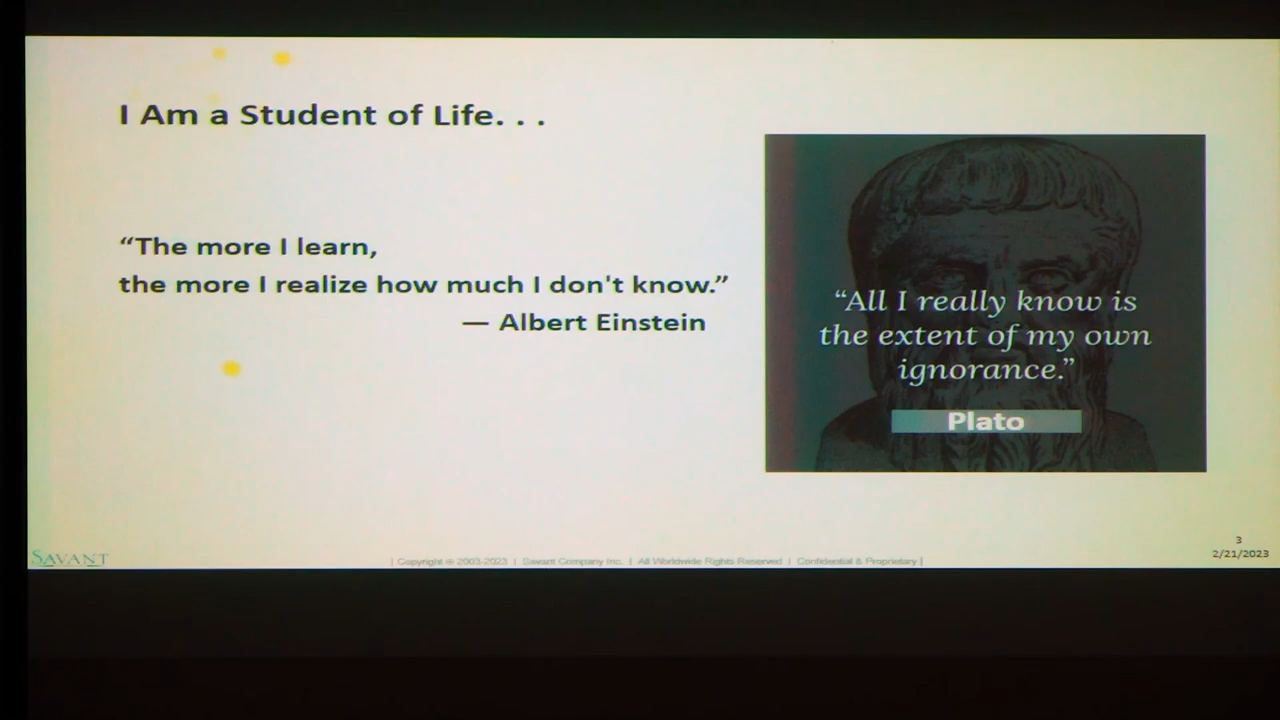 I Am a Student of Life. . .
“The more I learn,
the more I realize how much I don't know.”
— Albert Einstein
“All I really know is
the extent of my own
ignorance.”
Plato
SAVANT
| Copyright © 2003-2023 | Savant Company Inc. | All Worldwide Rights Reserved | Confidential & Proprietary |
3
2/21/2023